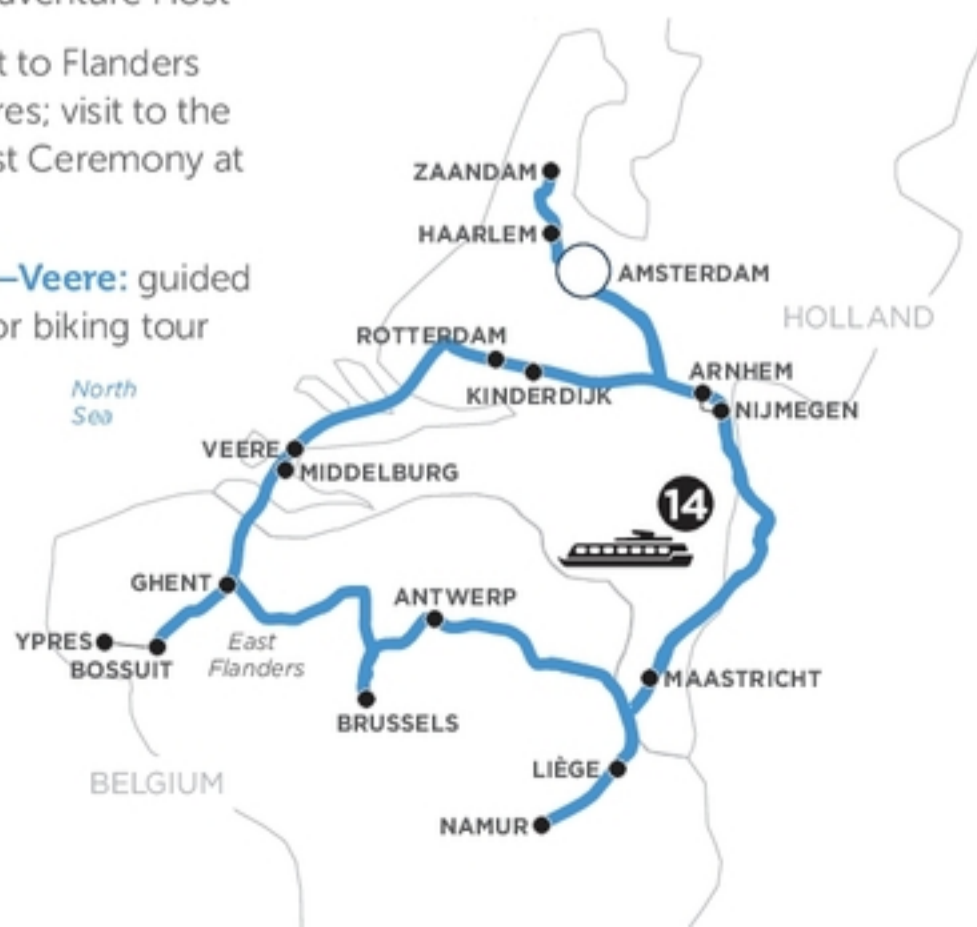 t to Flanders
res; visit to the
st Ceremony at
–Veere: guided
or biking tour
North
Sea
ZAANDAM
HAARLEM
AMSTERDAM
HOLLAND
ROTTERDAM
KINDERDIJK
ARNHEM
NIJMEGEN
VEERE
MIDDELBURG
14
GHENT
ANTWERP
YPRES
BOSSUIT
East
Flanders
MAASTRICHT
BRUSSELS
LIÈGE
BELGIUM
NAMUR